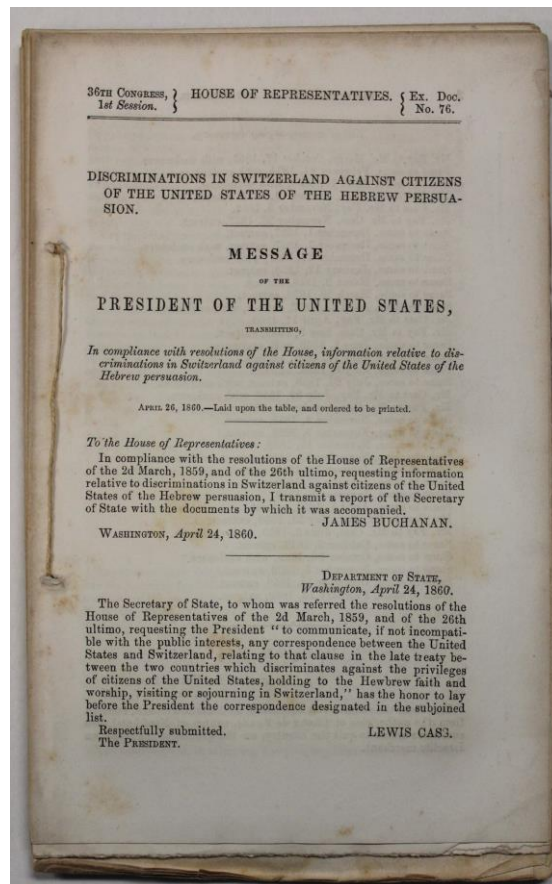 36TH CONGRESS, } HOUSE OF REPRESENTATIVES. { Ex. Doc.
1st Session. } { No. 76.
DISCRIMINATIONS IN SWITZERLAND AGAINST CITIZENS
OF THE UNITED STATES OF THE HEBREW PERSUA-
SION.
MESSAGE
OF THE
PRESIDENT OF THE UNITED STATES,
TRANSMITTING,
In compliance with resolutions of the House, information relative to dis-
criminations in Switzerland against citizens of the United States of the
Hebrew persuasion.
APRIL 26, 1860.—Laid upon the table, and ordered to be printed.
To the House of Representatives:
In compliance with the resolutions of the House of Representatives
of the 2d March, 1859, and of the 26th ultimo, requesting information
relative to discriminations in Switzerland against citizens of the United
States of the Hebrew persuasion, I transmit a report of the Secretary
of State with the documents by which it was accompanied.
JAMES BUCHANAN.
WASHINGTON, April 24, 1860.
DEPARTMENT OF STATE,
Washington, April 24, 1860.
The Secretary of State, to whom was referred the resolutions of the
House of Representatives of the 2d March, 1859, and of the 26th
ultimo, requesting the President "to communicate, if not incompati-
ble with the public interests, any correspondence between the United
States and Switzerland, relating to that clause in the late treaty be-
tween the two countries which discriminates against the privileges
of citizens of the United States, holding to the Hewbrew faith and
worship, visiting or sojourning in Switzerland," has the honor to lay
before the President the correspondence designated in the subjoined
list.
Respectfully submitted. LEWIS CASS.
The PRESIDENT.